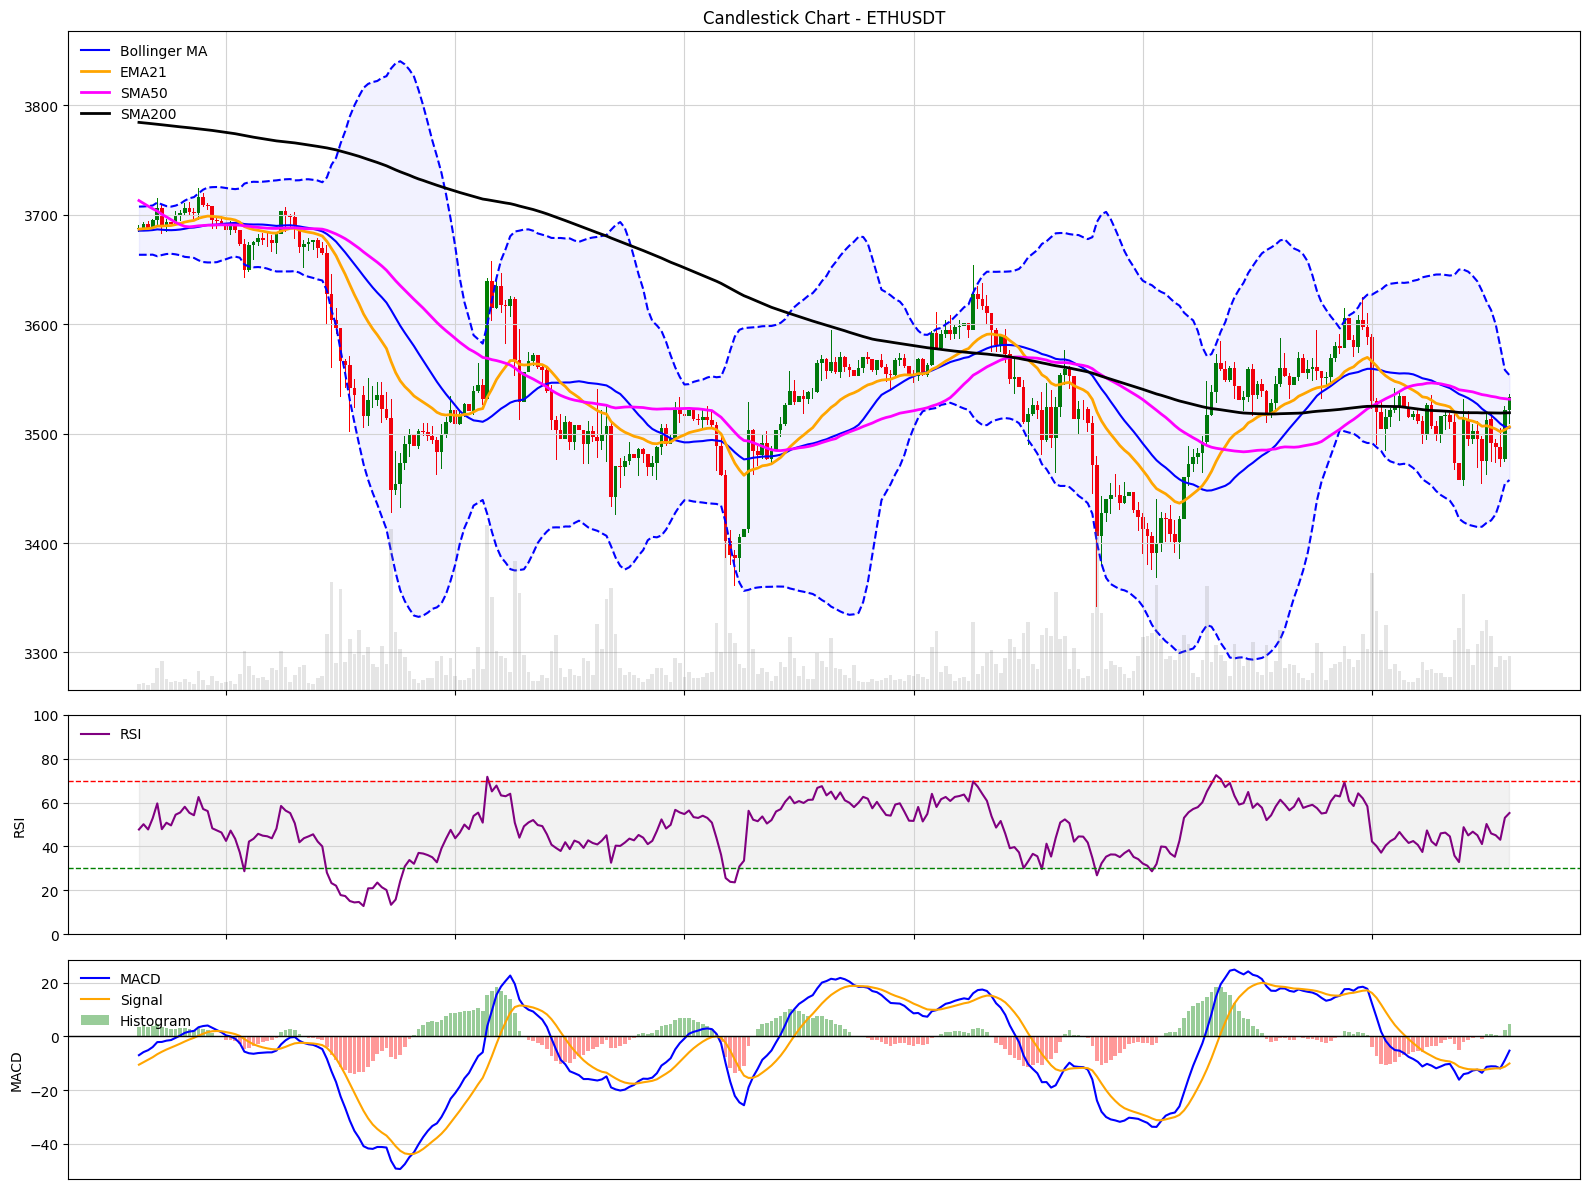 Candlestick Chart - ETHUSDT
Bollinger MA
EMA21
SMA50
SMA200
3800
3700
3600
3500
3400
3300
RSI
100
80
60
40
20
0
RSI
MACD
Signal
Histogram
20
0
−20
−40
MACD